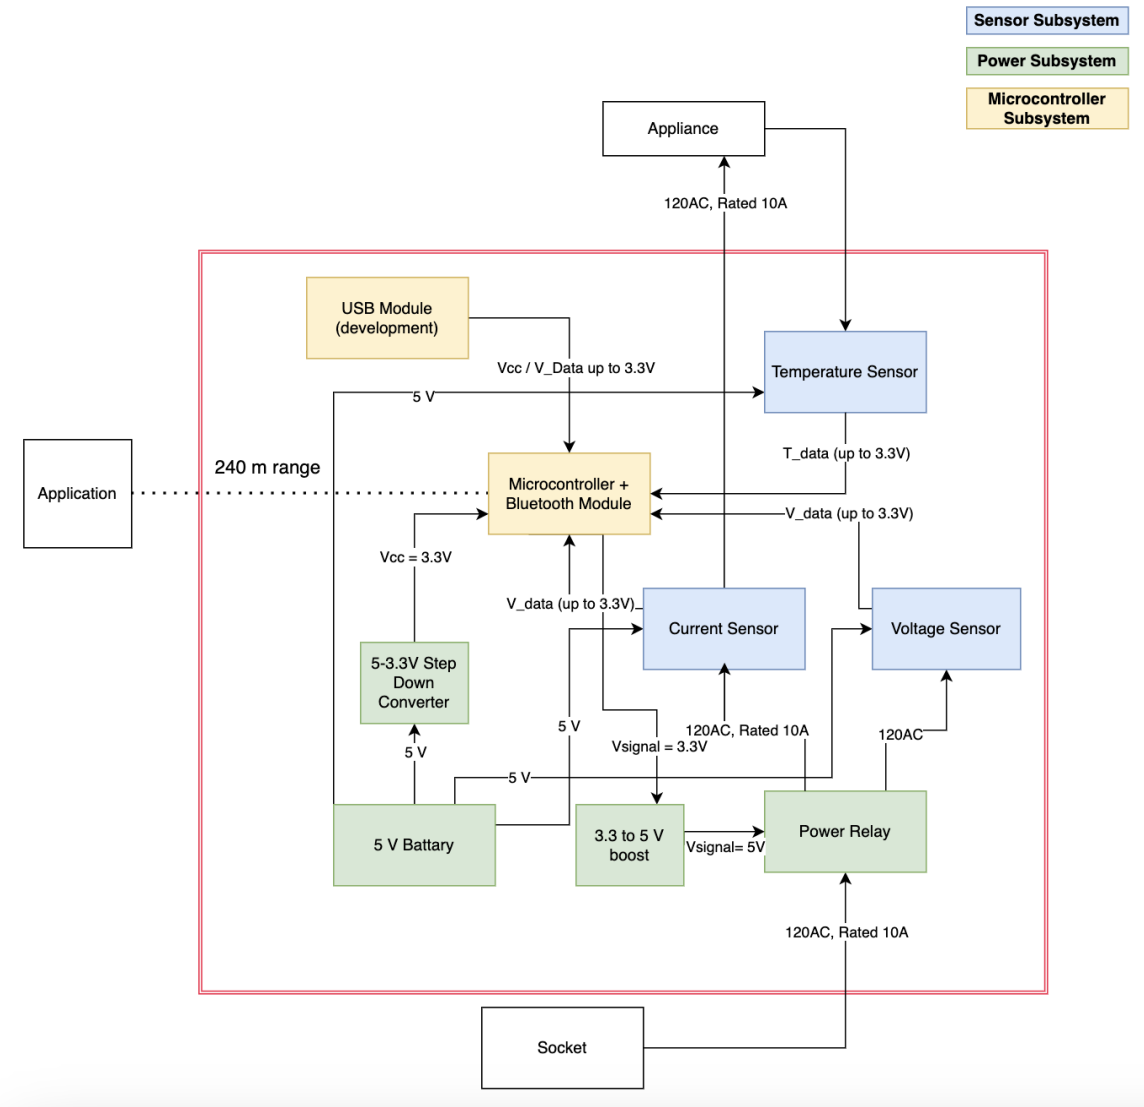 Sensor Subsystem
Power Subsystem
Microcontroller
Subsystem
Appliance
120AC, Rated 10A
USB Module
(development)
Vcc / V_Data up to 3.3V
Temperature Sensor
5 V
T_data (up to 3.3V)
240 m range
Application
Microcontroller +
Bluetooth Module
V_data (up to 3.3V)
Vcc = 3.3V
V_data (up to 3.3V)
Current Sensor
Voltage Sensor
5-3.3V Step
Down
Converter
5 V
120AC, Rated 10A
120AC
Vsignal = 3.3V
5 V
5 V
5 V Battary
3.3 to 5 V
boost
Vsignal= 5V
Power Relay
120AC, Rated 10A
Socket